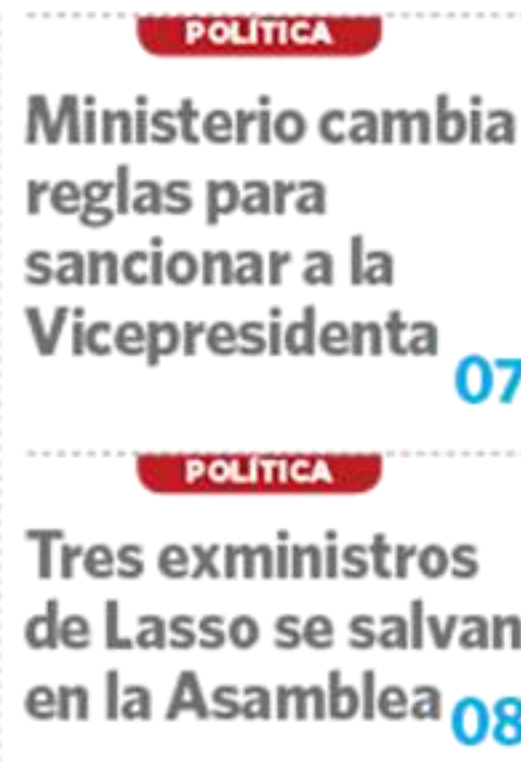 POLÍTICA
Ministerio cambia
reglas para
sancionar a la
Vicepresidenta
07
POLÍTICA
Tres exministros
de Lasso se salvan
en la Asamblea 08